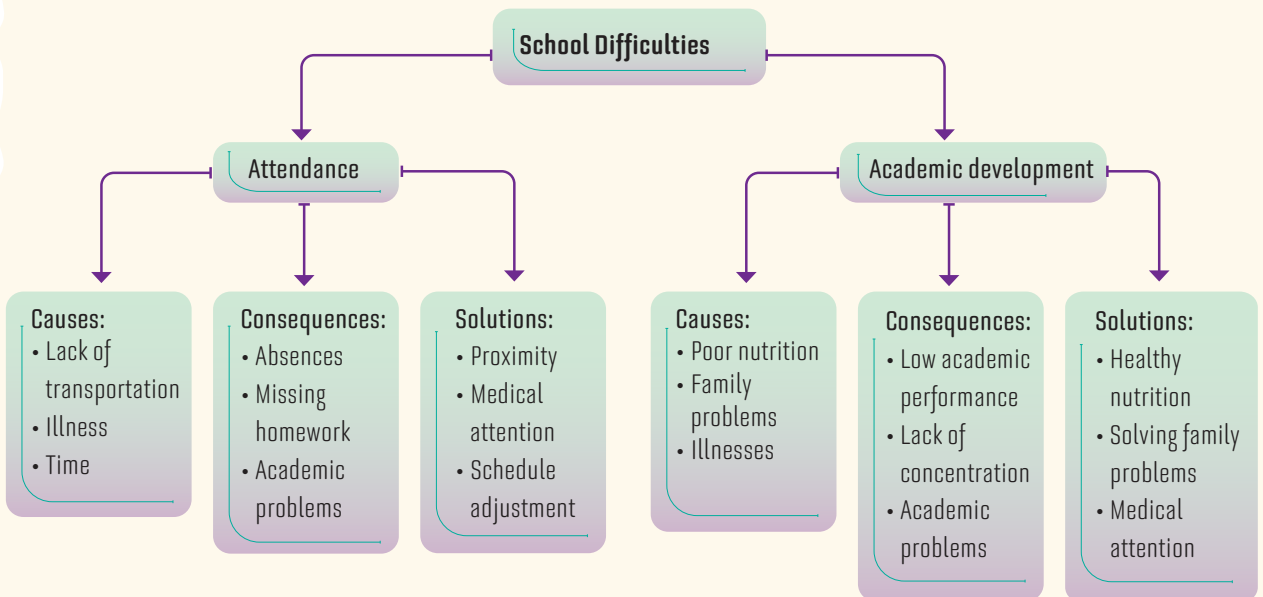 School Difficulties
Attendance
Academic development
Causes:
• Lack of
transportation
• Illness
• Time
Consequences:
• Absences
• Missing
homework
• Academic
problems
Solutions:
• Proximity
• Medical
attention
• Schedule
adjustment
Causes:
• Poor nutrition
• Family
problems
• Illnesses
Consequences:
• Low academic
performance
• Lack of
concentration
• Academic
problems
Solutions:
• Healthy
nutrition
• Solving family
problems
• Medical
attention